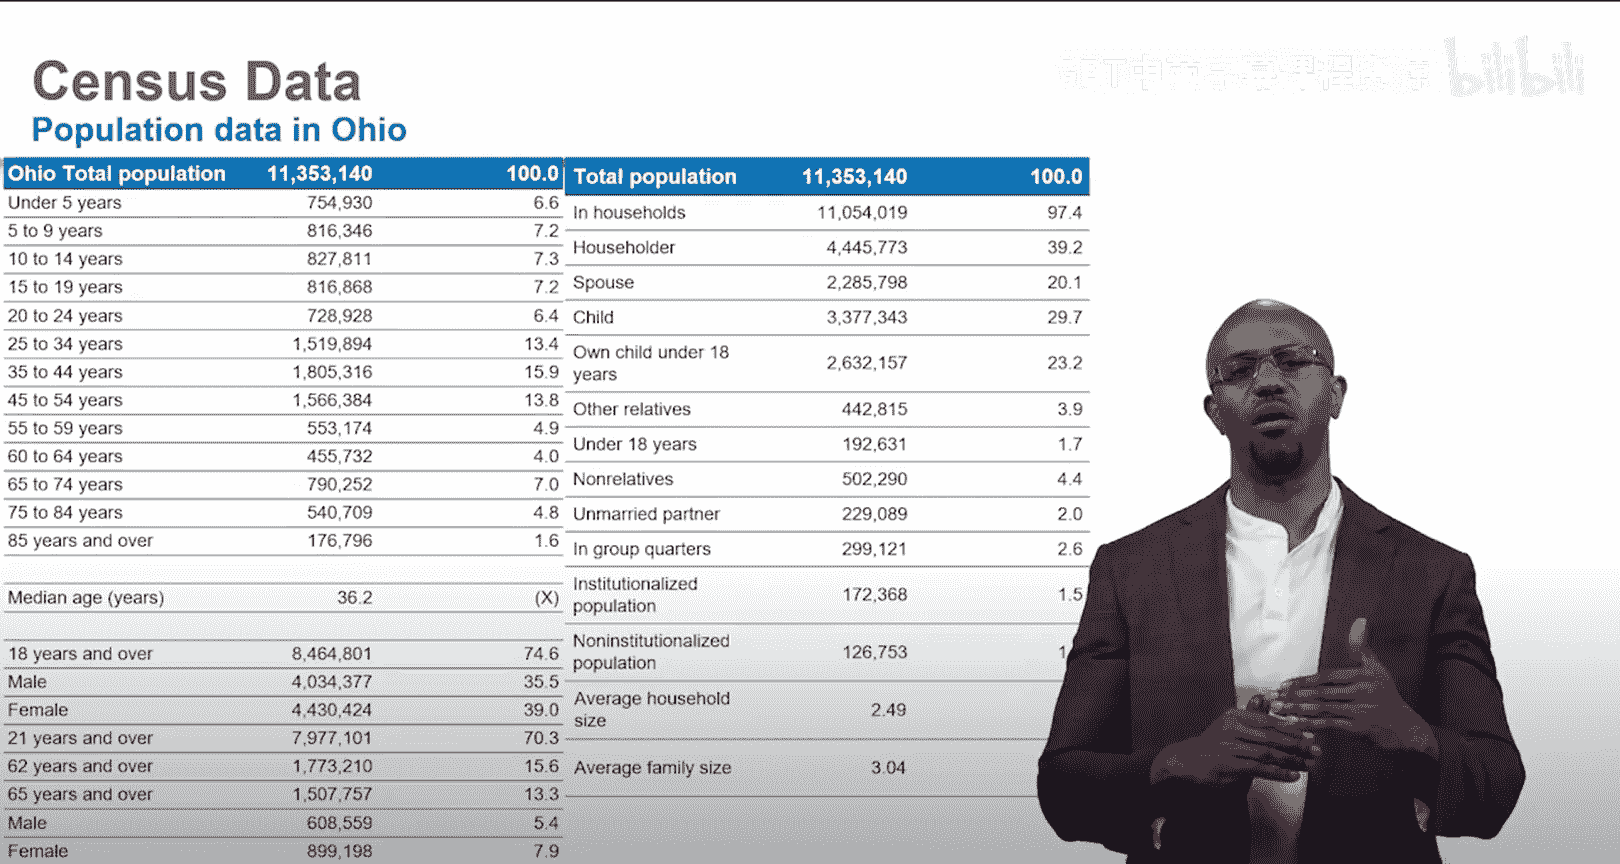 Census Data
Population data in Ohio
Ohio Total population 11,353,140 100.0
Under 5 years 754,930 6.6
5 to 9 years 816,346 7.2
10 to 14 years 827,811 7.3
15 to 19 years 816,868 7.2
20 to 24 years 728,928 6.4
25 to 34 years 1,519,894 13.4
35 to 44 years 1,805,316 15.9
45 to 54 years 1,566,384 13.8
55 to 59 years 553,174 4.9
60 to 64 years 455,732 4.0
65 to 74 years 790,252 7.0
75 to 84 years 540,709 4.8
85 years and over 176,796 1.6
Median age (years) 36.2 (X)
18 years and over 8,464,801 74.6
Male 4,034,377 35.5
Female 4,430,424 39.0
21 years and over 7,977,101 70.3
62 years and over 1,773,210 15.6
65 years and over 1,507,757 13.3
Male 608,559 5.4
Female 899,198 7.9
Total population 11,353,140 100.0
In households 11,054,019 97.4
Householder 4,445,773 39.2
Spouse 2,285,798 20.1
Child 3,377,343 29.7
Own child under 18
years 2,632,157 23.2
Other relatives 442,815 3.9
Under 18 years 192,631 1.7
Nonrelatives 502,290 4.4
Unmarried partner 229,089 2.0
In group quarters 299,121 2.6
Institutionalized
population 172,368 1.5
Noninstitutionalized
population 126,753
Average household
size 2.49
Average family size 3.04
bilibili